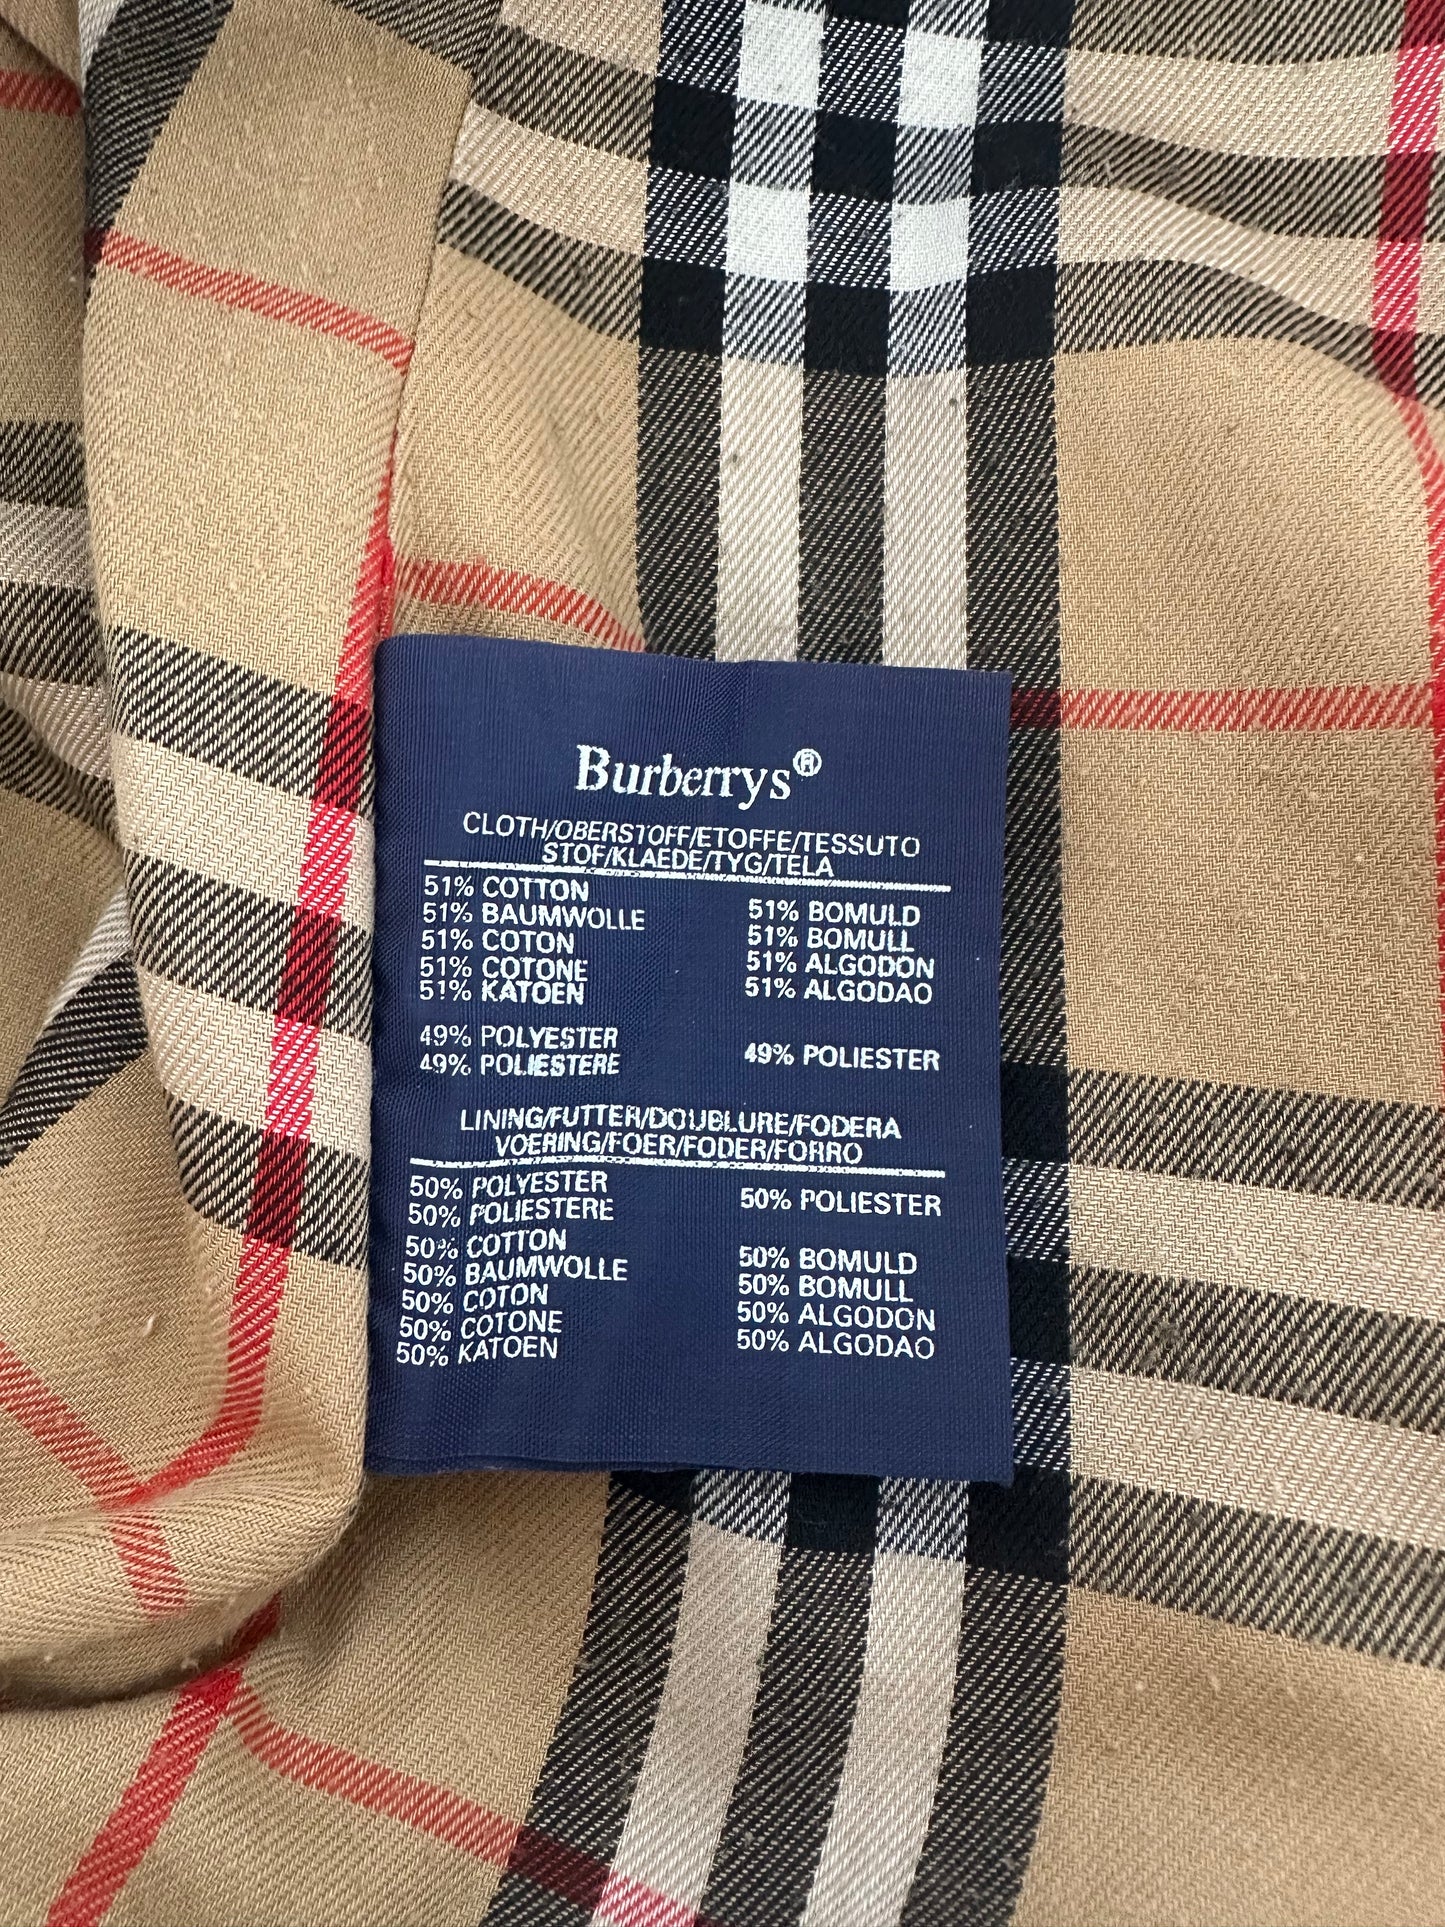 Burberrys®
CLOTH/OBERSTOFF/ETOFFE/TESSUTO
STOF/KLAEDE/TYG/TELA
51% COTTON
51% BAUMWOLLE
51% COTON
51% COTONE
51% KATOEN
51% BOMULD
51% BOMULL
51% ALGODON
51% ALGODAO
49% POLYESTER
49% POLIESTERE
49% POLIESTER
LINING/FUTTER/DOUBLURE/FODERA
VOERING/FOER/FODER/FORRO
50% POLYESTER
50% POLIESTERE
50% POLIESTER
50% COTTON
50% BAUMWOLLE
50% COTON
50% COTONE
50% KATOEN
50% BOMULD
50% BOMULL
50% ALGODON
50% ALGODAO